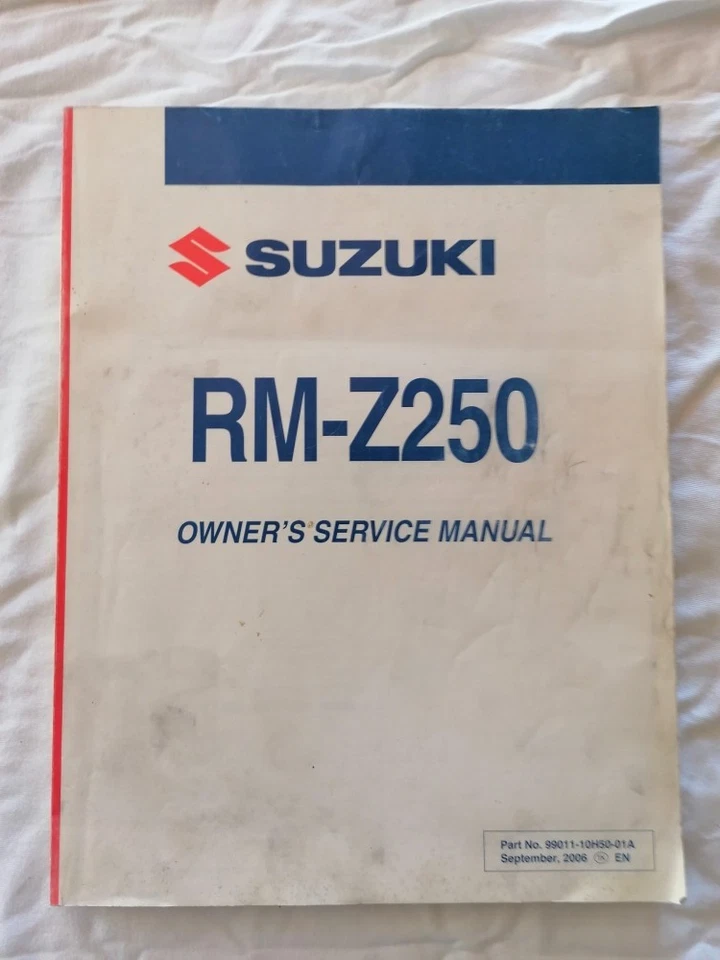 SUZUKI
RM-Z250
OWNER'S SERVICE MANUAL
Part No. 99011-10H50-01A
September, 2006 EN